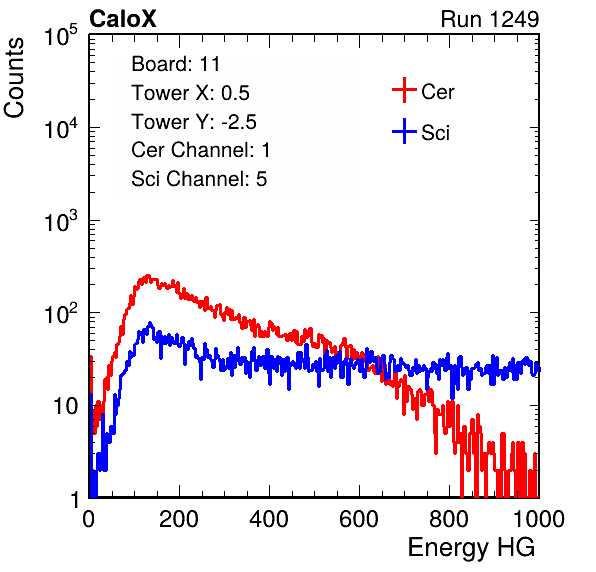 CaloX Run 1249
Counts
10^5
10^4
10^3
10^2
10
1
Board: 11
Tower X: 0.5
Tower Y: -2.5
Cer Channel: 1
Sci Channel: 5
Cer
Sci
0 200 400 600 800 1000
Energy HG